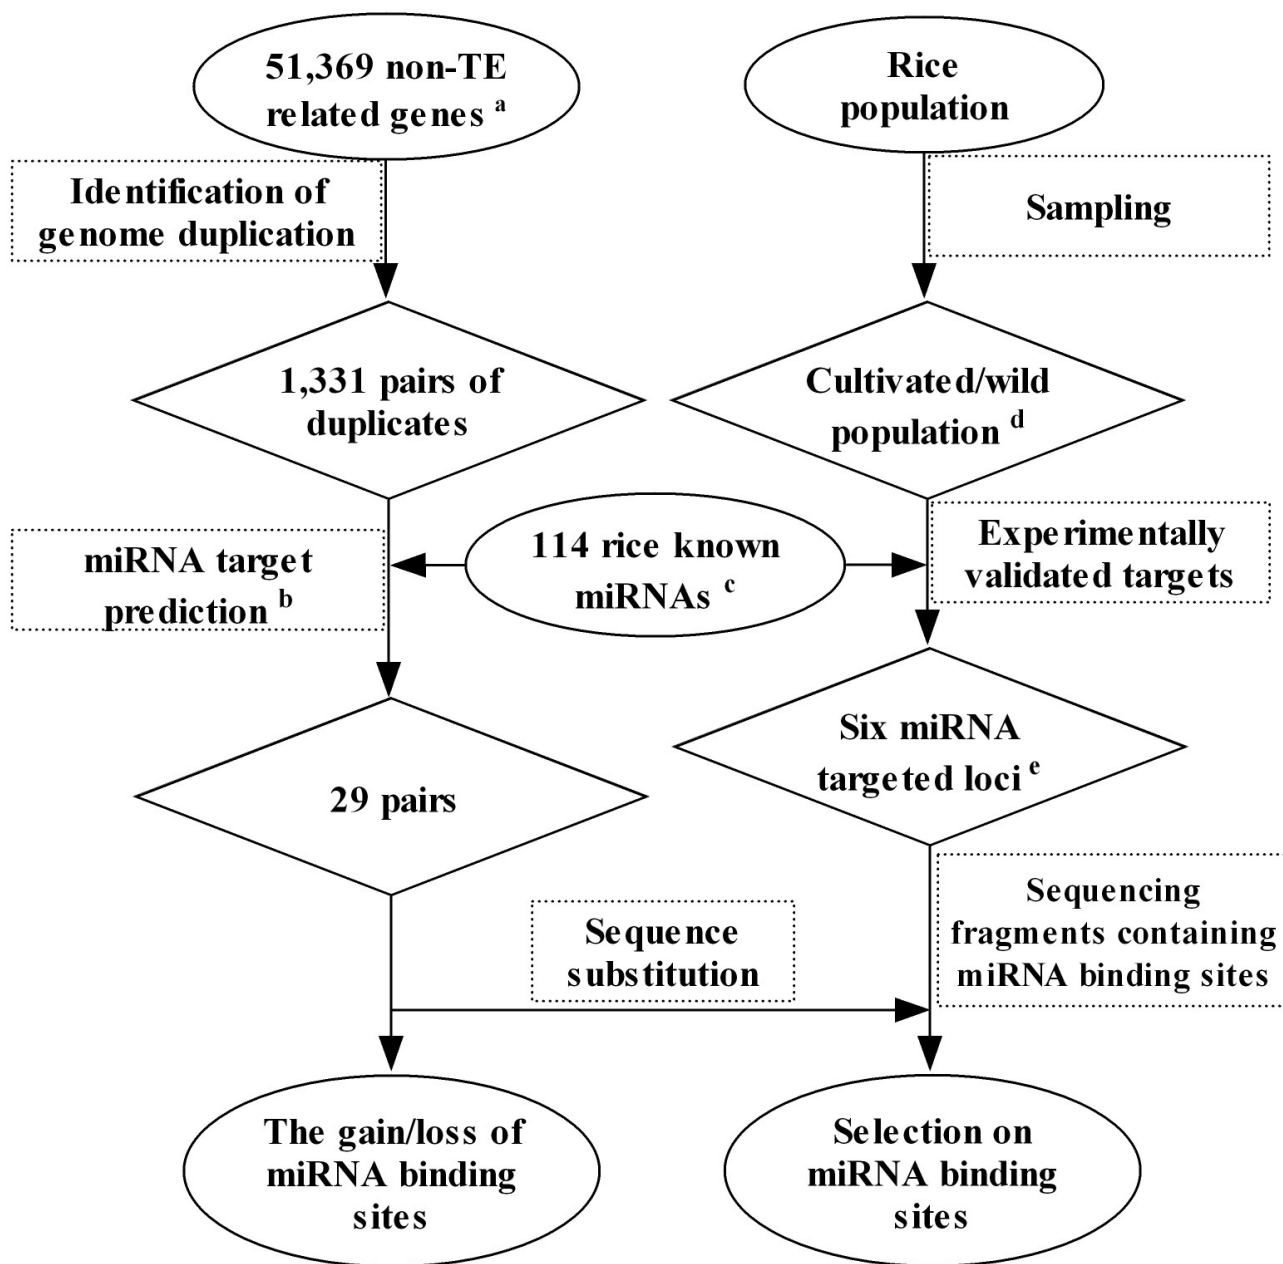 51,369 non-TE
related genes a
Rice
population
Identification of
genome duplication
Sampling
1,331 pairs of
duplicates
Cultivated/wild
population d
miRNA target
prediction b
114 rice known
miRNAs c
Experimentally
validated targets
29 pairs
Six miRNA
targeted loci e
Sequence
substitution
Sequencing
fragments containing
miRNA binding sites
The gain/loss of
miRNA binding
sites
Selection on
miRNA binding
sites